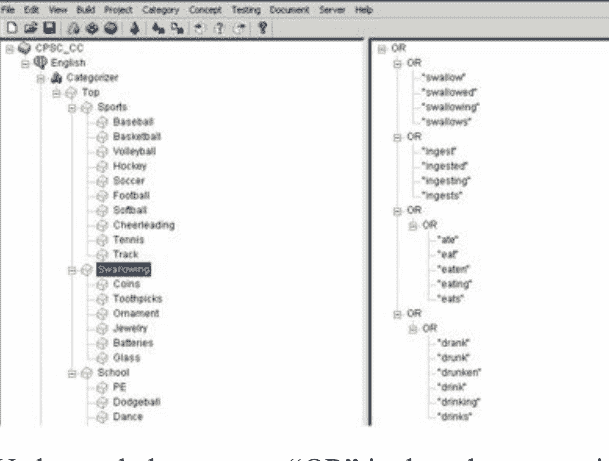 File Edit View Build Project Category Concept Testing Document Server Help
CPSC_CC
English
Categorizer
Top
Sports
Baseball
Basketball
Volleyball
Hockey
Soccer
Football
Softball
Cheerleading
Tennis
Track
Swallowing
Coins
Toothpicks
Ornament
Jewelry
Batteries
Glass
School
PE
Dodgeball
Dance
OR
OR
"swallow"
"swallowed"
"swallowing"
"swallows"
OR
"ingest"
"ingested"
"ingesting"
"ingests"
OR
OR
"ate"
"eat"
"eaten"
"eating"
"eats"
OR
OR
"drank"
"drunk"
"drunken"
"drink"
"drinking"
"drinks"
"OR"